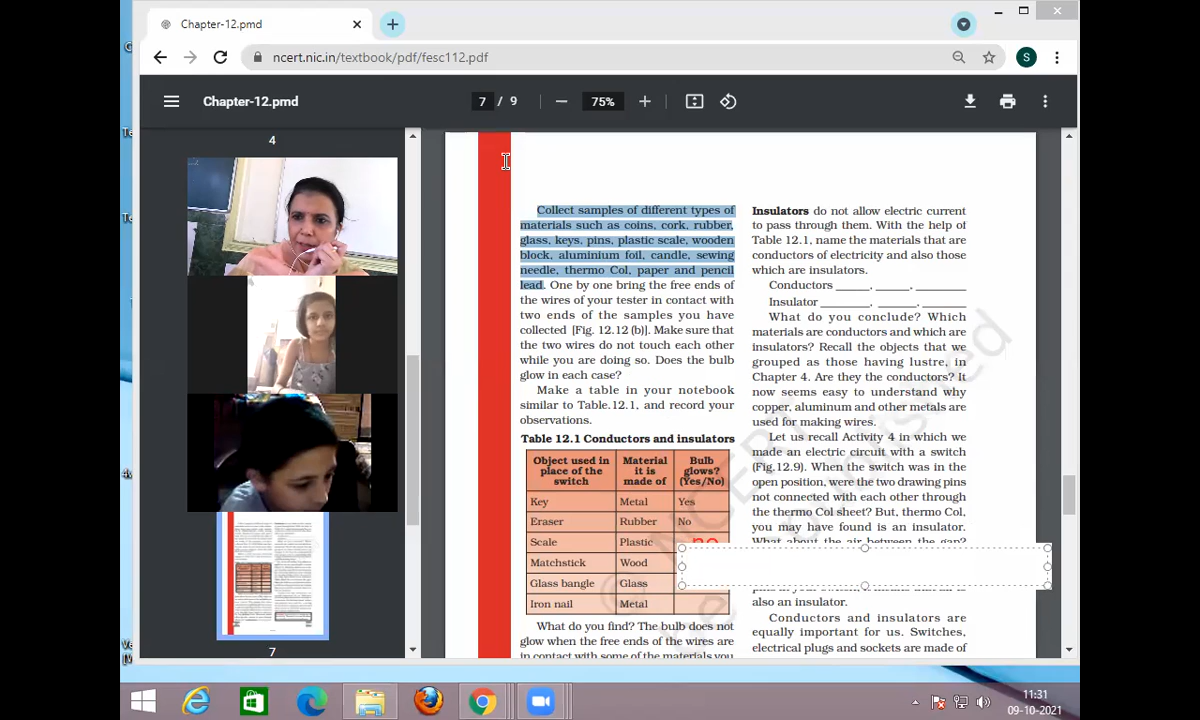 Chapter-12.pmd
ncert.nic.in/textbook/pdf/fesc112.pdf
S
Chapter-12.pmd
7 / 9
75%
4
7
Collect samples of different types of
materials such as coins, cork, rubber,
glass, keys, pins, plastic scale, wooden
block, aluminium foil, candle, sewing
needle, thermo Col, paper and pencil
lead. One by one bring the free ends of
the wires of your tester in contact with
two ends of the samples you have
collected [Fig. 12.12 (b)]. Make sure that
the two wires do not touch each other
while you are doing so. Does the bulb
glow in each case?
Make a table in your notebook
similar to Table.12.1, and record your
observations.
Table 12.1 Conductors and insulators
Object used in place of the switch Material it is made of Bulb glows? (Yes/No)
Key Metal Yes
Eraser Rubber No
Scale Plastic no
Matchstick Wood
Glass bangle Glass
Iron nail Metal
What do you find? The bulb does not
glow when the free ends of the wires are
in contact with some of the materials you
Insulators do not allow electric current
to pass through them. With the help of
Table 12.1, name the materials that are
conductors of electricity and also those
which are insulators.
Conductors ______, ______, _________
Insulator _________, _______, ________
What do you conclude? Which
materials are conductors and which are
insulators? Recall the objects that we
grouped as those having lustre, in
Chapter 4. Are they the conductors? It
now seems easy to understand why
copper, aluminum and other metals are
used for making wires.
Let us recall Activity 4 in which we
made an electric circuit with a switch
(Fig.12.9). When the switch was in the
open position, were the two drawing pins
not connected with each other through
the thermo Col sheet? But, thermo Col,
you may have found is an insulator.
What about the air between the gap?
also an insulator.
Conductors and insulators are
equally important for us. Switches,
electrical plugs and sockets are made of
© NCERT
republished
11:31
09-10-2021